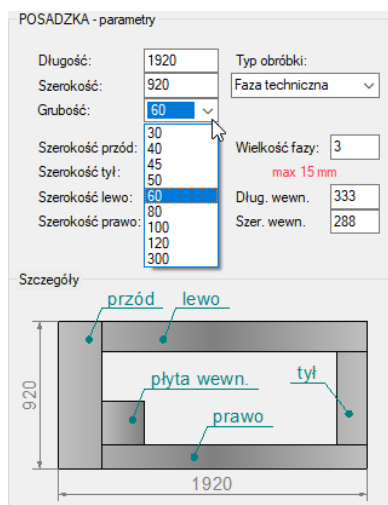 POSADZKA - parametry
Długość: 1920 Typ obróbki:
Szerokość: 920 Faza techniczna
Grubość: 60
30
Szerokość przód: 40 Wielkość fazy: 3
45
Szerokość tył: 50 max 15 mm
Szerokość lewo: 60 Dług. wewn. 333
80
Szerokość prawo: 100 Szer. wewn. 288
120
300
Szczegóły
przód lewo
920
płyta wewn. tył
prawo
1920